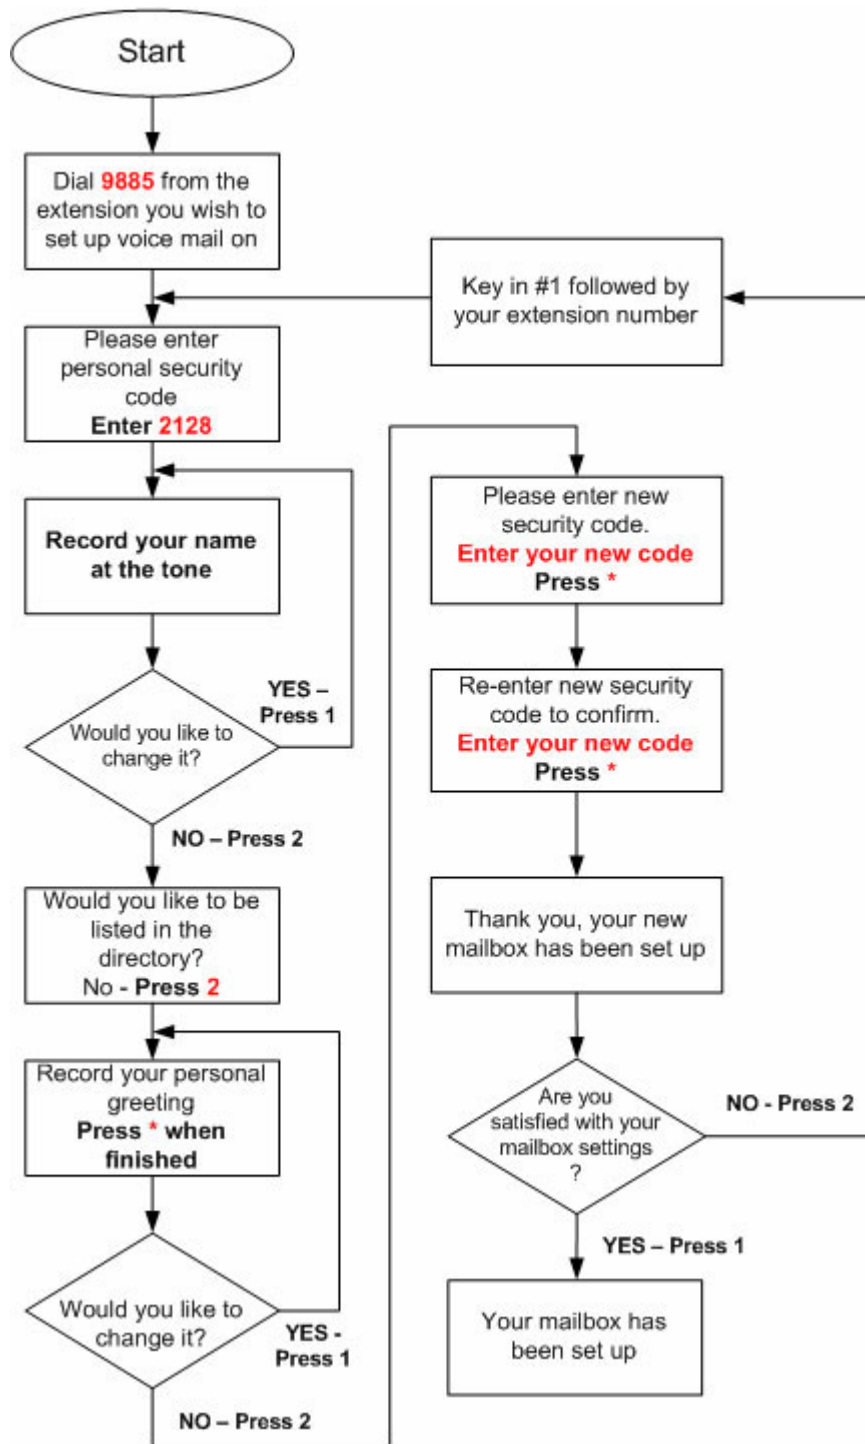 Start
Dial 9885 from the
extension you wish to
set up voice mail on
Please enter
personal security
code
Enter 2128
Record your name
at the tone
YES –
Press 1
Would you like to
change it?
NO – Press 2
Would you like to be
listed in the
directory?
No - Press 2
Record your personal
greeting
Press * when
finished
Would you like to
change it?
YES -
Press 1
NO – Press 2
Key in #1 followed by
your extension number
Please enter new
security code.
Enter your new code
Press *
Re-enter new security
code to confirm.
Enter your new code
Press *
Thank you, your new
mailbox has been set up
Are you
satisfied with your
mailbox settings
?
NO - Press 2
YES – Press 1
Your mailbox has
been set up